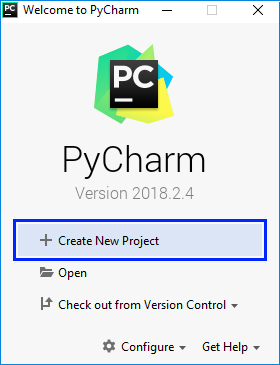 PC Welcome to PyCharm
PC
PyCharm
Version 2018.2.4
Create New Project
Open
Check out from Version Control
Configure Get Help